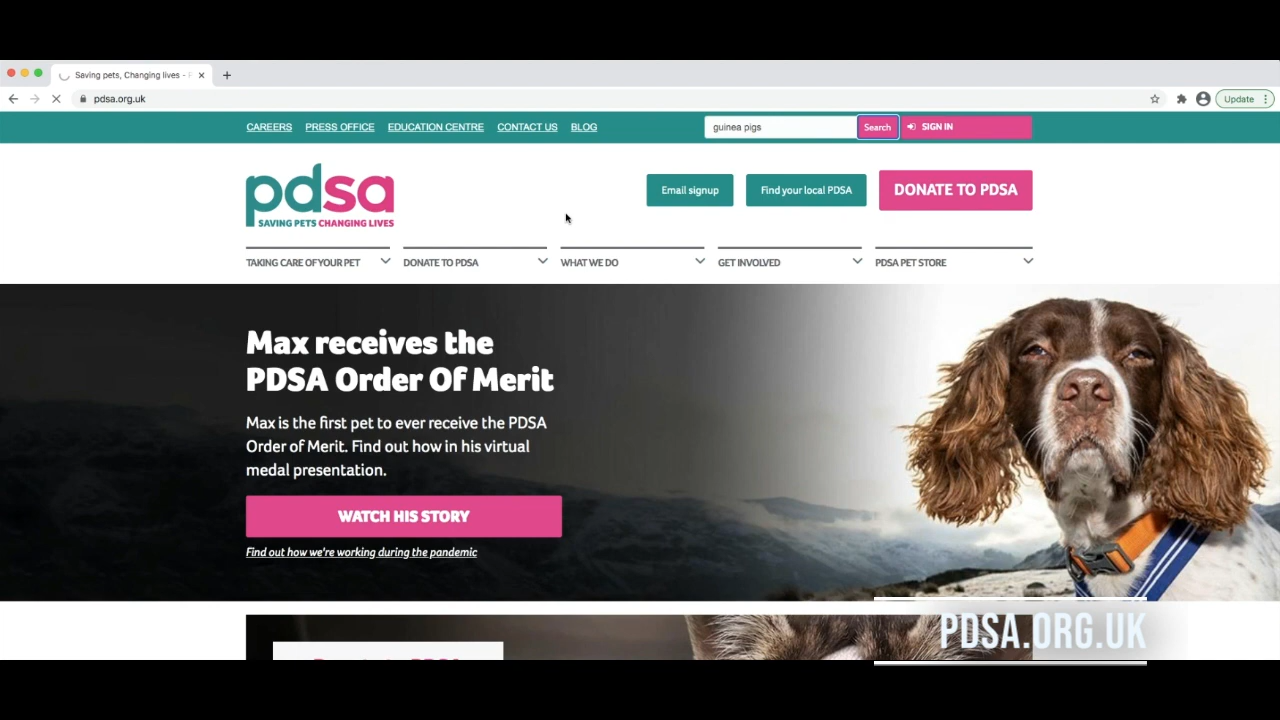 Saving pets, Changing lives -
pdsa.org.uk
Update
CAREERS PRESS OFFICE EDUCATION CENTRE CONTACT US BLOG
guinea pigs
Search
SIGN IN
pdsa
SAVING PETS CHANGING LIVES
Email signup
Find your local PDSA
DONATE TO PDSA
TAKING CARE OF YOUR PET
DONATE TO PDSA
WHAT WE DO
GET INVOLVED
PDSA PET STORE
Max receives the
PDSA Order Of Merit
Max is the first pet to ever receive the PDSA
Order of Merit. Find out how in his virtual
medal presentation.
WATCH HIS STORY
Find out how we're working during the pandemic
PDSA.ORG.UK